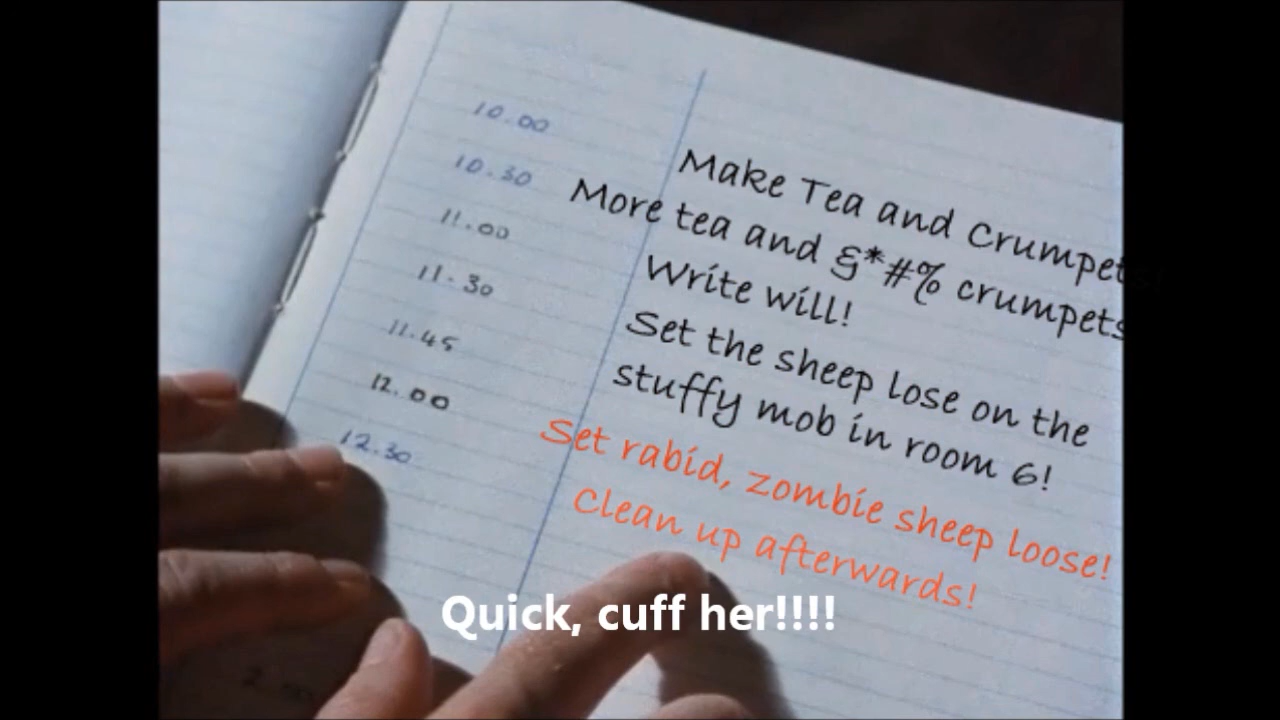 10.00
10.30
11.00
11.30
11.45
12.00
12.30
Make Tea and Crumpets!
More tea and &*#% crumpets
Write will!
Set the sheep lose on the
stuffy mob in room 6!
Set rabid, zombie sheep loose!
Clean up afterwards!
Quick, cuff her!!!!